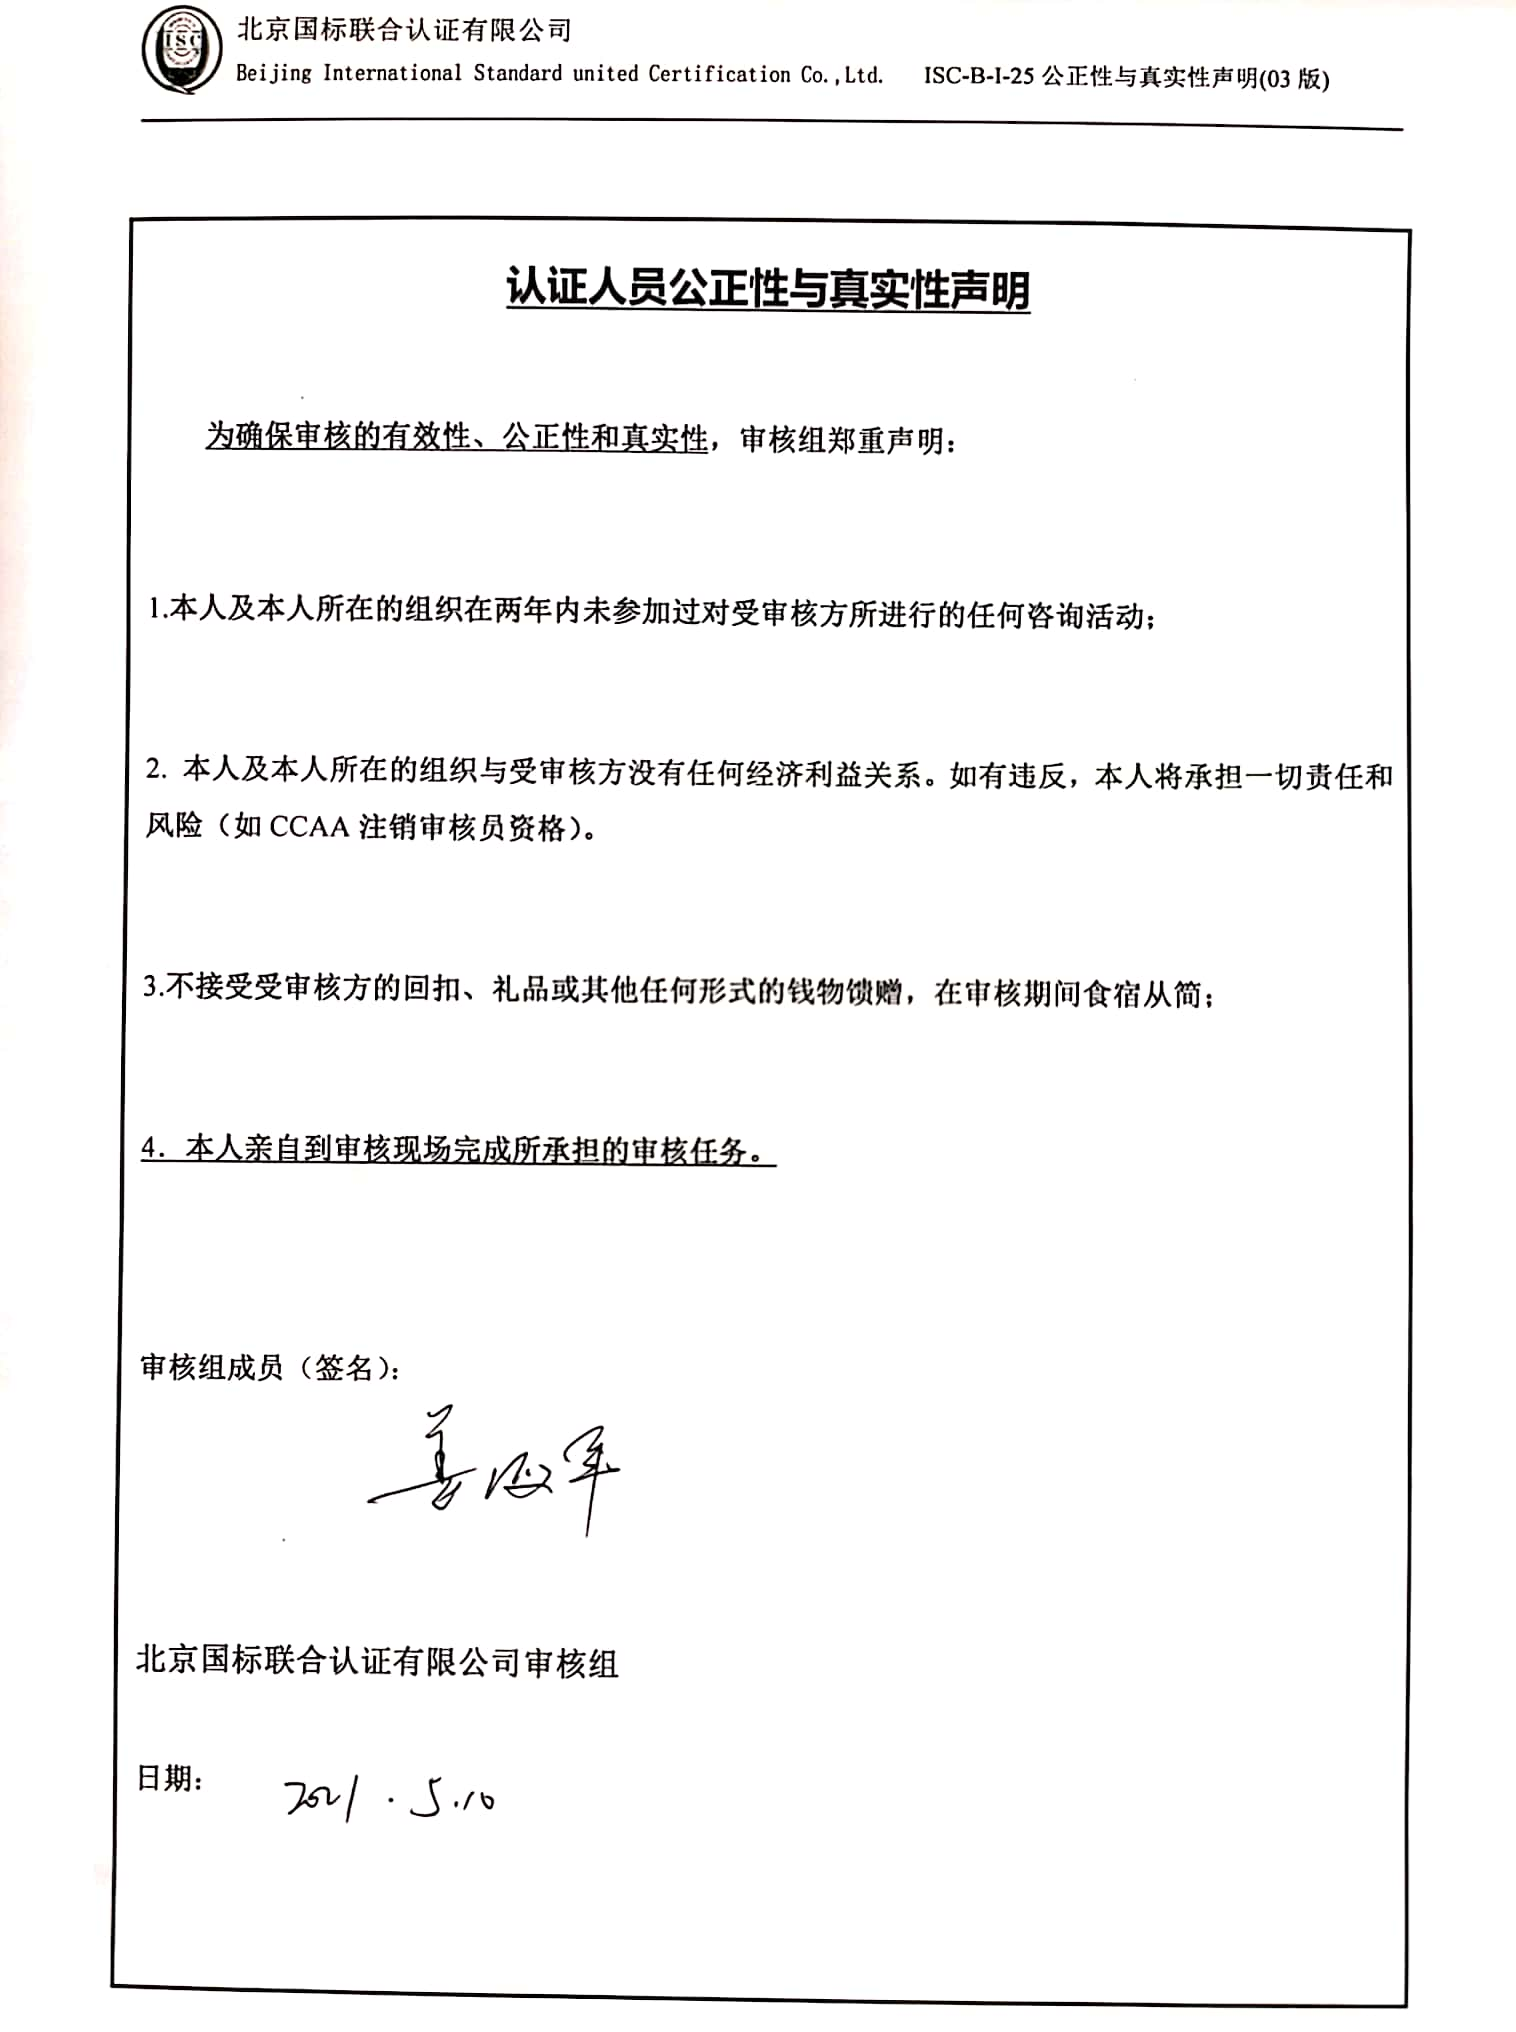 ISC
北京国标联合认证有限公司
Beijing International Standard united Certification Co.,Ltd. ISC-B-I-25 公正性与真实性声明(03 版)
认证人员公正性与真实性声明
为确保审核的有效性、公正性和真实性，审核组郑重声明：
1.本人及本人所在的组织在两年内未参加过对受审核方所进行的任何咨询活动；
2. 本人及本人所在的组织与受审核方没有任何经济利益关系。如有违反，本人将承担一切责任和
风险（如 CCAA 注销审核员资格）。
3.不接受受审核方的回扣、礼品或其他任何形式的钱物馈赠，在审核期间食宿从简；
4. 本人亲自到审核现场完成所承担的审核任务。
审核组成员（签名）：
姜海军
北京国标联合认证有限公司审核组
日期： 2021.5.10